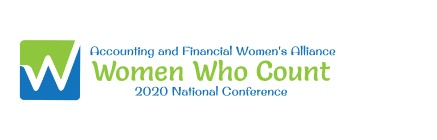 Accounting and Financial Women's Alliance
Women Who Count
2020 National Conference